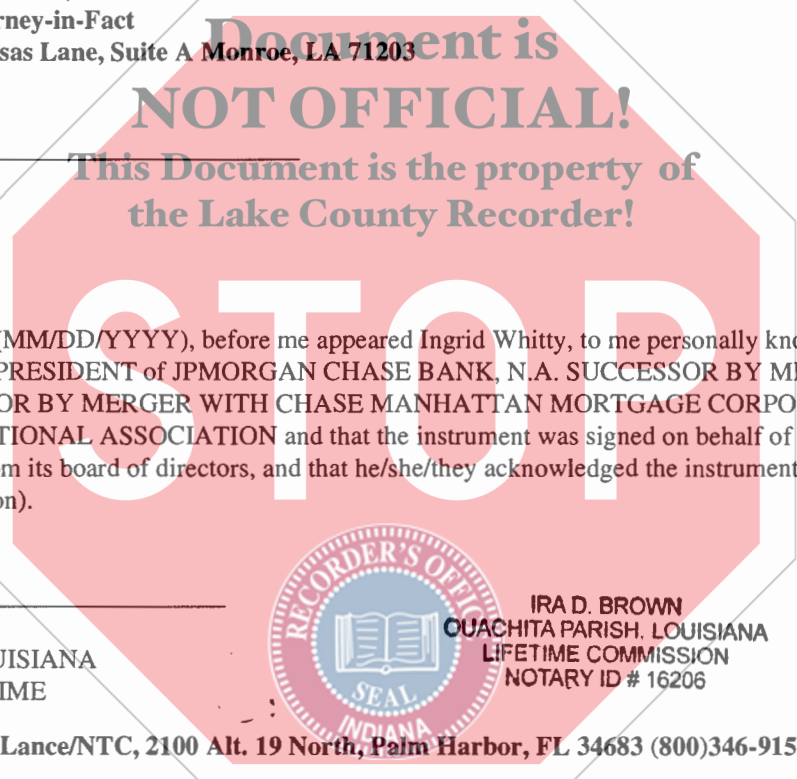 rney-in-Fact
sas Lane, Suite A Monroe, LA 71203
Document is
NOT OFFICIAL!
This Document is the property of
the Lake County Recorder!
STOP
(MM/DD/YYYY), before me appeared Ingrid Whitty, to me personally kno
PRESIDENT of JPMORGAN CHASE BANK, N.A. SUCCESSOR BY ME
OR BY MERGER WITH CHASE MANHATTAN MORTGAGE CORPO
TIONAL ASSOCIATION and that the instrument was signed on behalf of
m its board of directors, and that he/she/they acknowledged the instrument
on).
RECORDER'S OFFICE
SEAL
INDIANA
IRA D. BROWN
OUACHITA PARISH, LOUISIANA
LIFETIME COMMISSION
NOTARY ID # 16206
UISIANA
IME
Lance/NTC, 2100 Alt. 19 North, Palm Harbor, FL 34683 (800)346-915